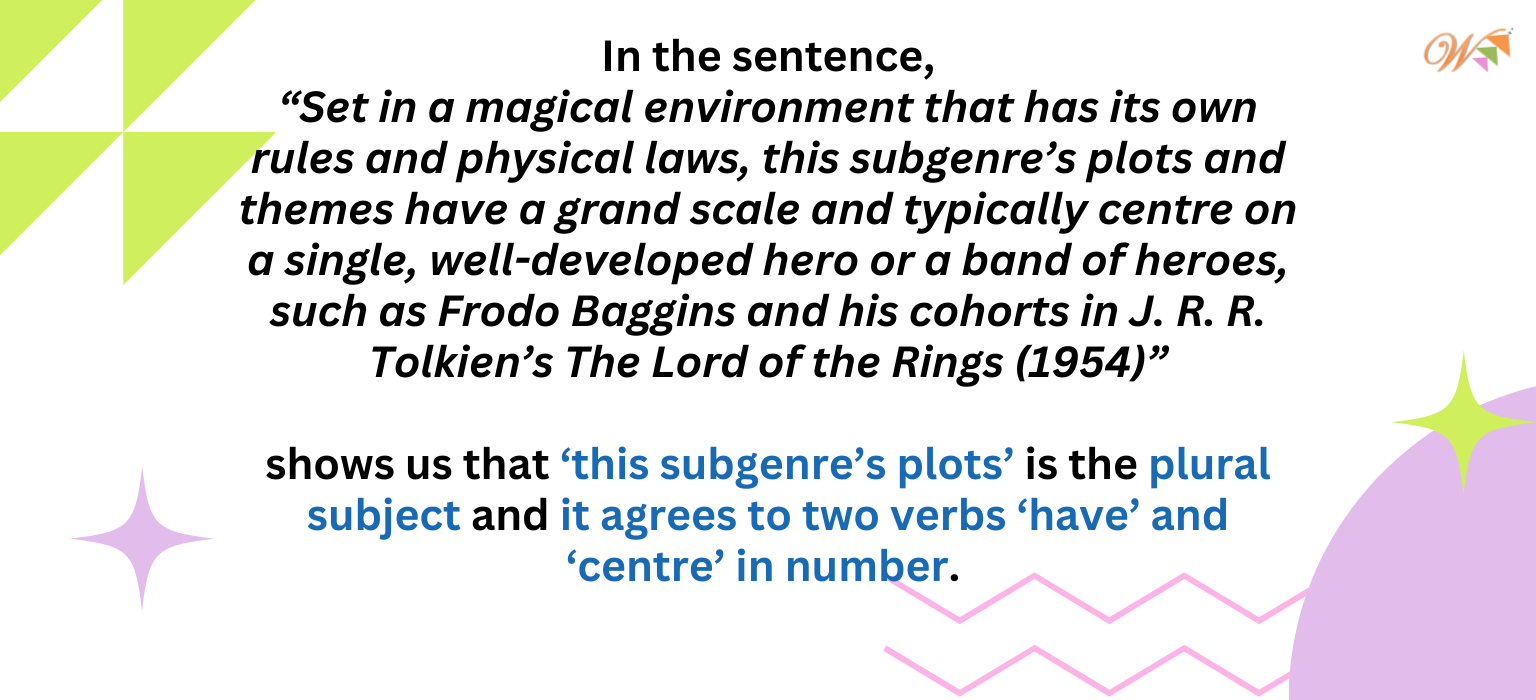 In the sentence,
“Set in a magical environment that has its own
rules and physical laws, this subgenre’s plots and
themes have a grand scale and typically centre on
a single, well-developed hero or a band of heroes,
such as Frodo Baggins and his cohorts in J. R. R.
Tolkien’s The Lord of the Rings (1954)”
shows us that ‘this subgenre’s plots’ is the plural
subject and it agrees to two verbs ‘have’ and
‘centre’ in number.
W